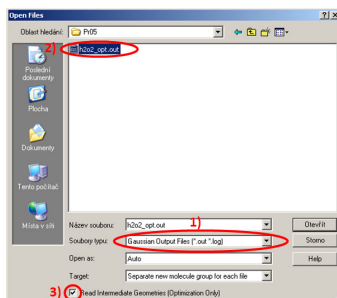 Open Files
Oblast hledání: Pr05
2) h2o2_opt.out
Poslední
dokumenty
Plocha
Dokumenty
Tento počítač
Místa v síti
1)
Název souboru: h2o2_opt.out Otevřít
Soubory typu: Gaussian Output Files (*.out *.log) Storno
Open as: Auto Help
Target: Separate new molecule group for each file
3) Read Intermediate Geometries (Optimization Only)